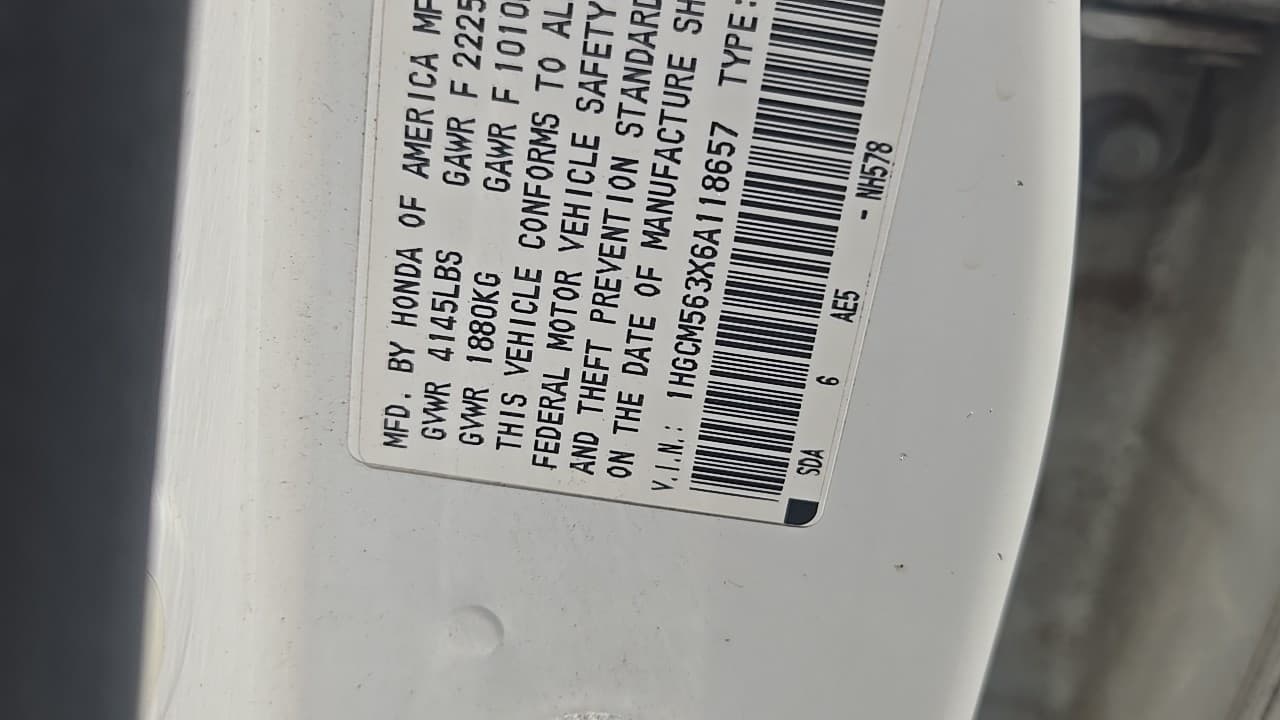 MFD. BY HONDA OF AMERICA MF
GVWR 4145LBS GAWR F 2225
GVWR 1880KG GAWR F 1010
THIS VEHICLE CONFORMS TO AL
FEDERAL MOTOR VEHICLE SAFETY
AND THEFT PREVENTION STANDARD
ON THE DATE OF MANUFACTURE SH
V.I.N.: 1HGCM563X6A118657 TYPE:
SDA 6 AE5 - NH578